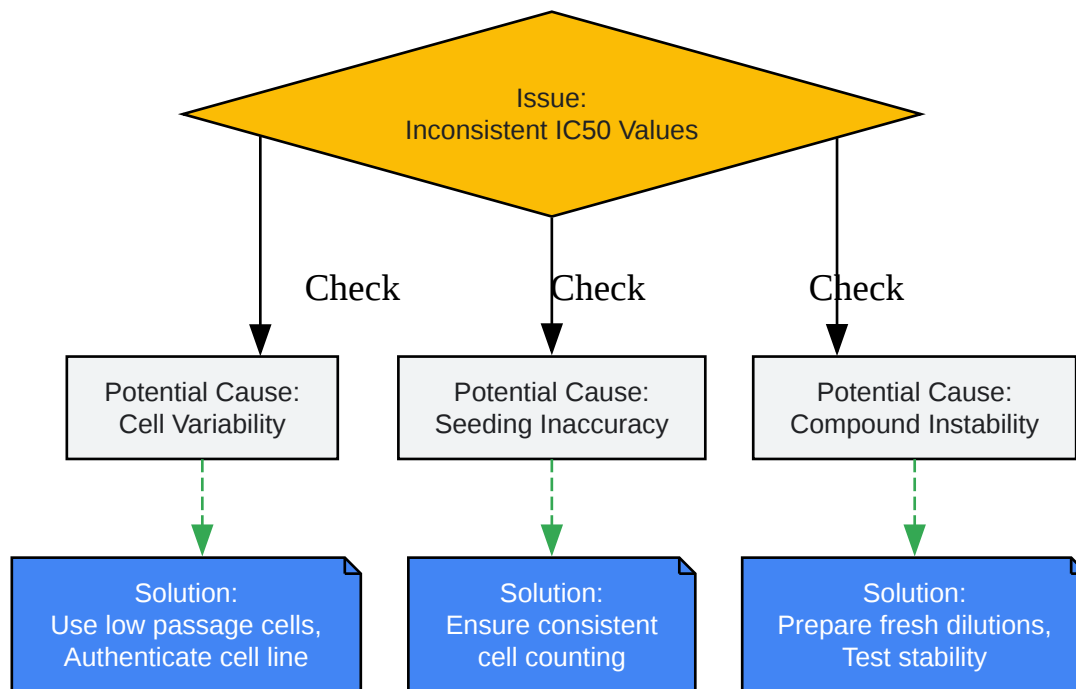 Issue:
Inconsistent IC50 Values
Check
Check
Check
Potential Cause:
Cell Variability
Potential Cause:
Seeding Inaccuracy
Potential Cause:
Compound Instability
Solution:
Use low passage cells,
Authenticate cell line
Solution:
Ensure consistent
cell counting
Solution:
Prepare fresh dilutions,
Test stability